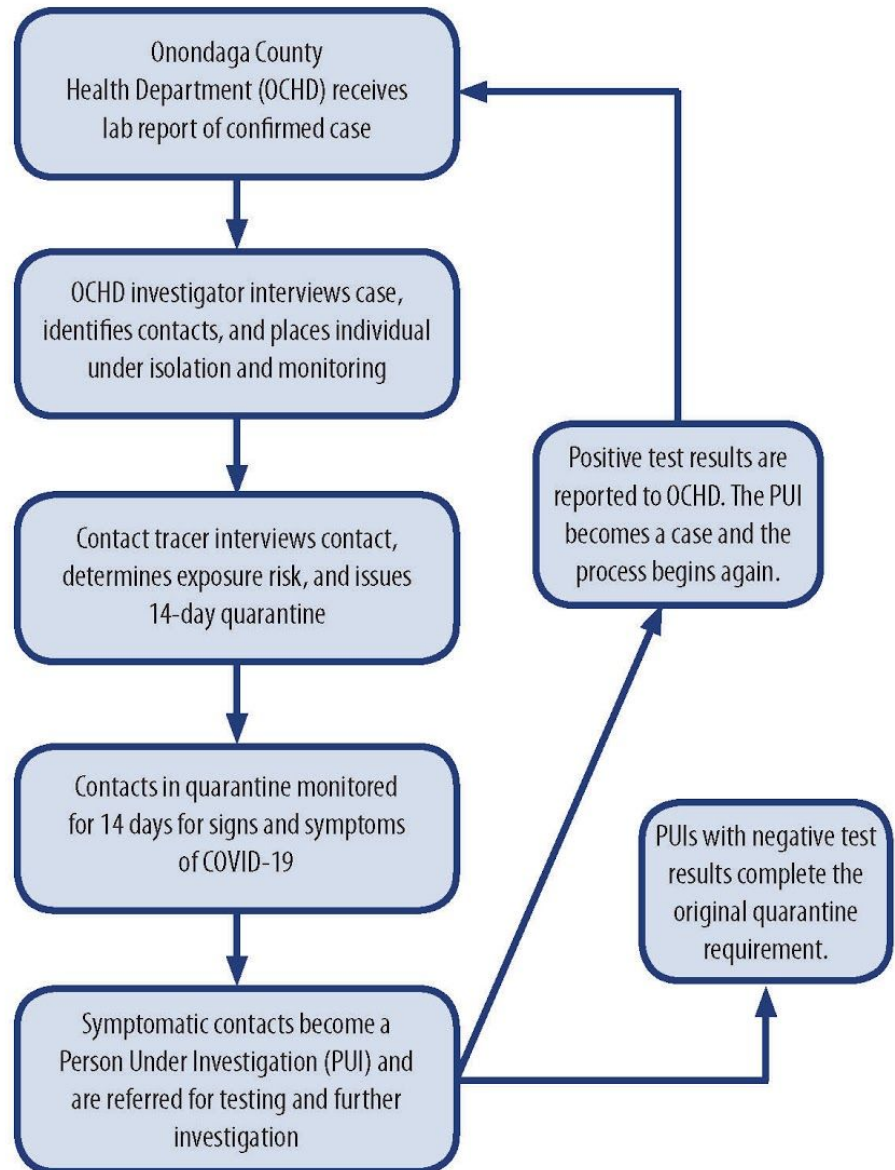 Onondaga County
Health Department (OCHD) receives
lab report of confirmed case
OCHD investigator interviews case,
identifies contacts, and places individual
under isolation and monitoring
Contact tracer interviews contact,
determines exposure risk, and issues
14-day quarantine
Contacts in quarantine monitored
for 14 days for signs and symptoms
of COVID-19
Symptomatic contacts become a
Person Under Investigation (PUI) and
are referred for testing and further
investigation
Positive test results are
reported to OCHD. The PUI
becomes a case and the
process begins again.
PUIs with negative test
results complete the
original quarantine
requirement.